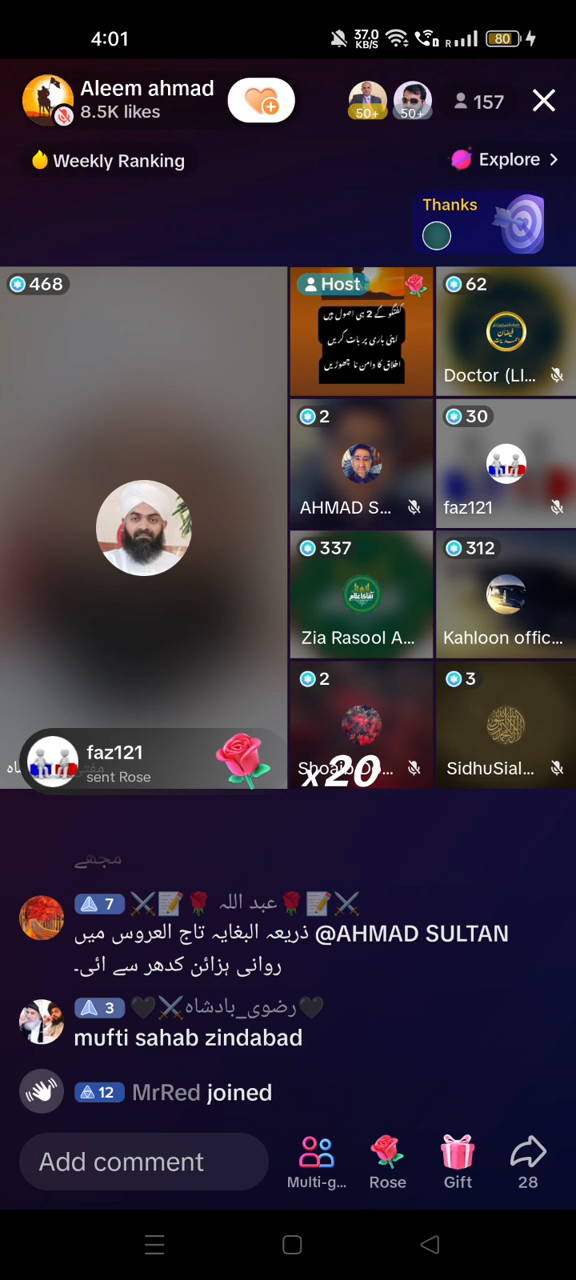 4:01
37.0
KB/S
R
80
Aleem ahmad
8.5K likes
50+
50+
157
Weekly Ranking
Explore
Thanks
468
Host
گفتگو کے 2 ہی اصول ہیں
اپنی باری پر بات کریں
اخلاق کا دامن نا چھوڑیں
62
Doctor (LI...
2
AHMAD S...
30
faz121
337
Zia Rasool A...
312
Kahloon offic...
2
x20
3
SidhuSial...
faz121
sent Rose
مجھے
7 ⚔️📝🌹 عبد اللہ 🌹📝⚔️
@AHMAD SULTAN ذریعہ البغایہ تاج العروس میں
روانی ہزائن کدھر سے ائی۔
3 🖤⚔️رضوی_بادشاہ🖤
mufti sahab zindabad
12 MrRed joined
Add comment
Multi-g...
Rose
Gift
28